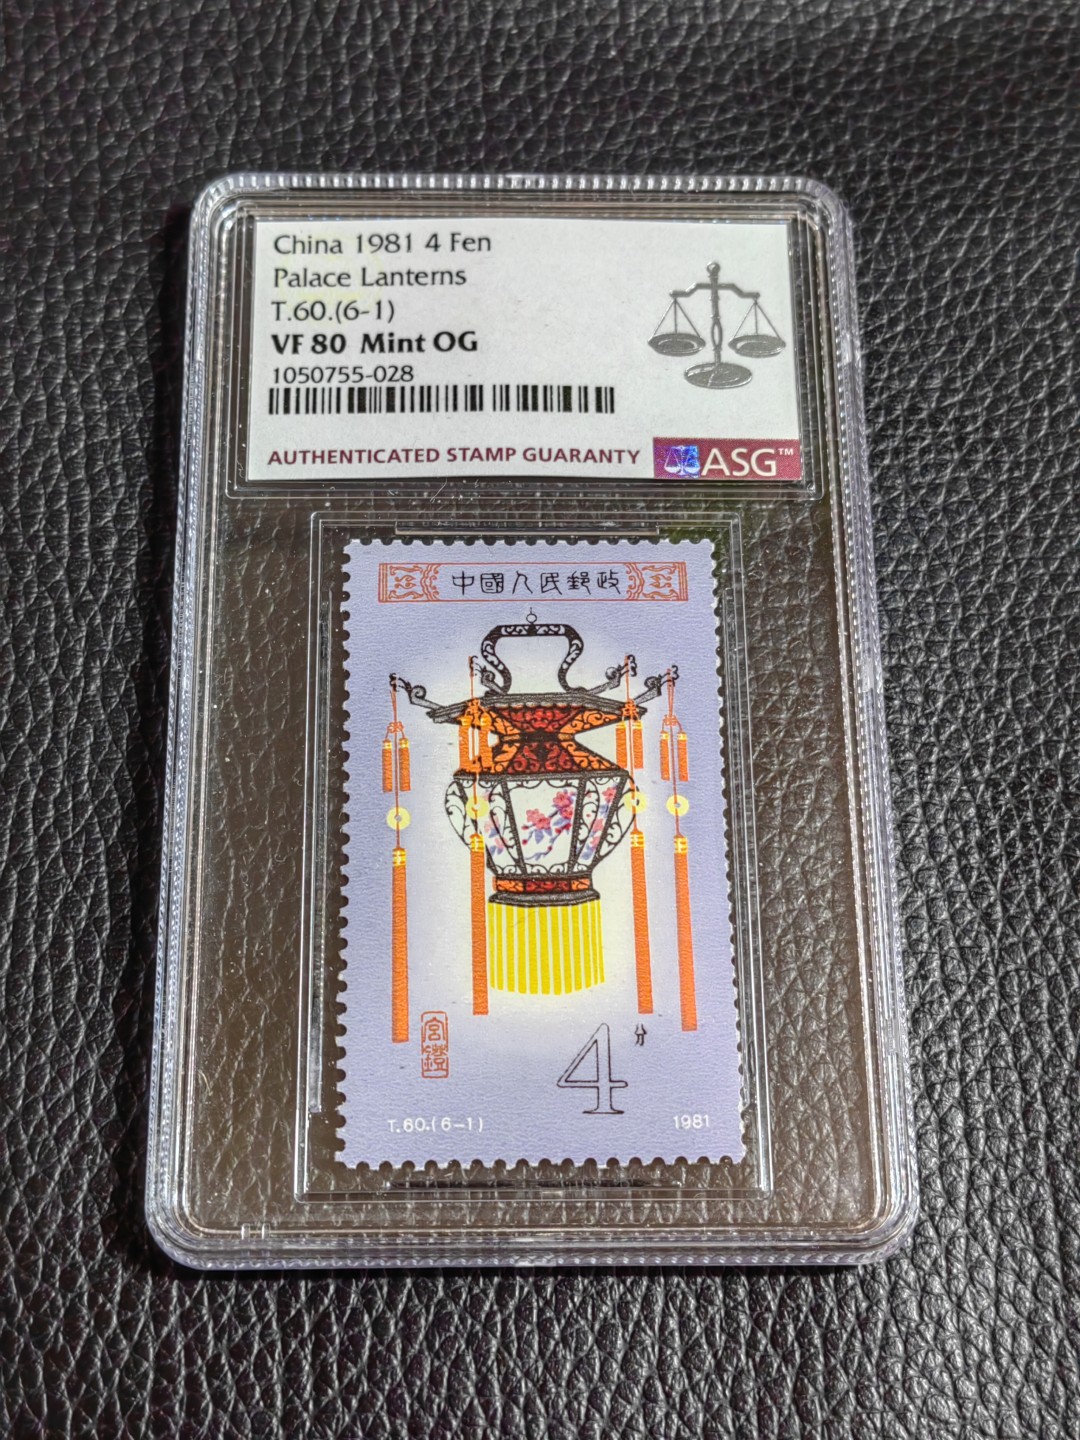 China 1981 4 Fen
Palace Lanterns
T.60.(6-1)
VF 80 Mint OG
1050755-028
AUTHENTICATED STAMP GUARANTY
ASG™
中國人民郵政
宮燈
4分
T.60.(6-1)
1981